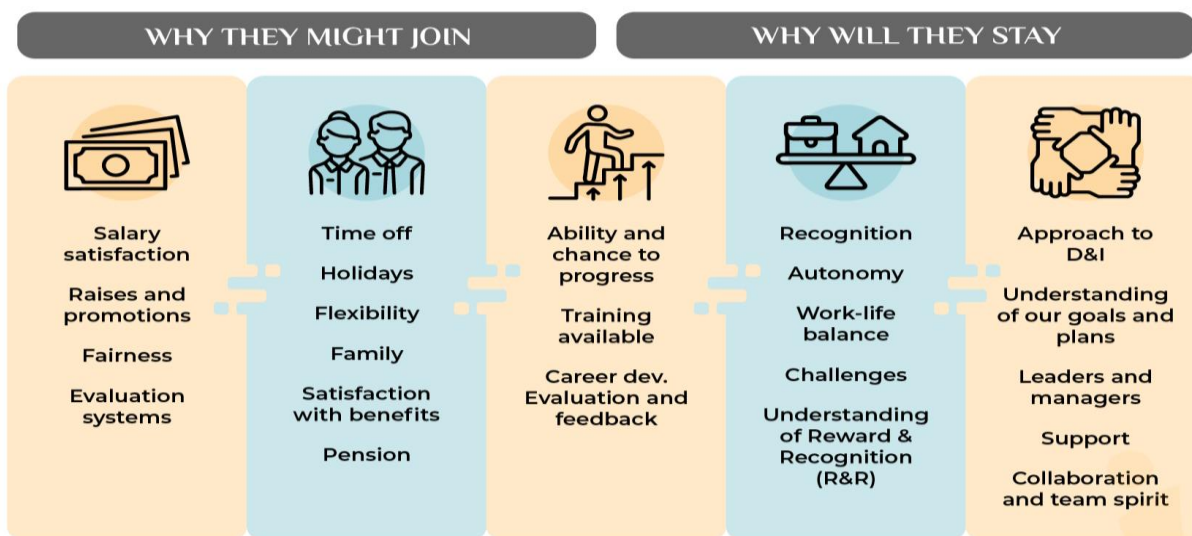 WHY THEY MIGHT JOIN
WHY WILL THEY STAY
Salary
satisfaction
Raises and
promotions
Fairness
Evaluation
systems
Time off
Holidays
Flexibility
Family
Satisfaction
with benefits
Pension
Ability and
chance to
progress
Training
available
Career dev.
Evaluation and
feedback
Recognition
Autonomy
Work-life
balance
Challenges
Understanding
of Reward &
Recognition
(R&R)
Approach to
D&I
Understanding
of our goals and
plans
Leaders and
managers
Support
Collaboration
and team spirit